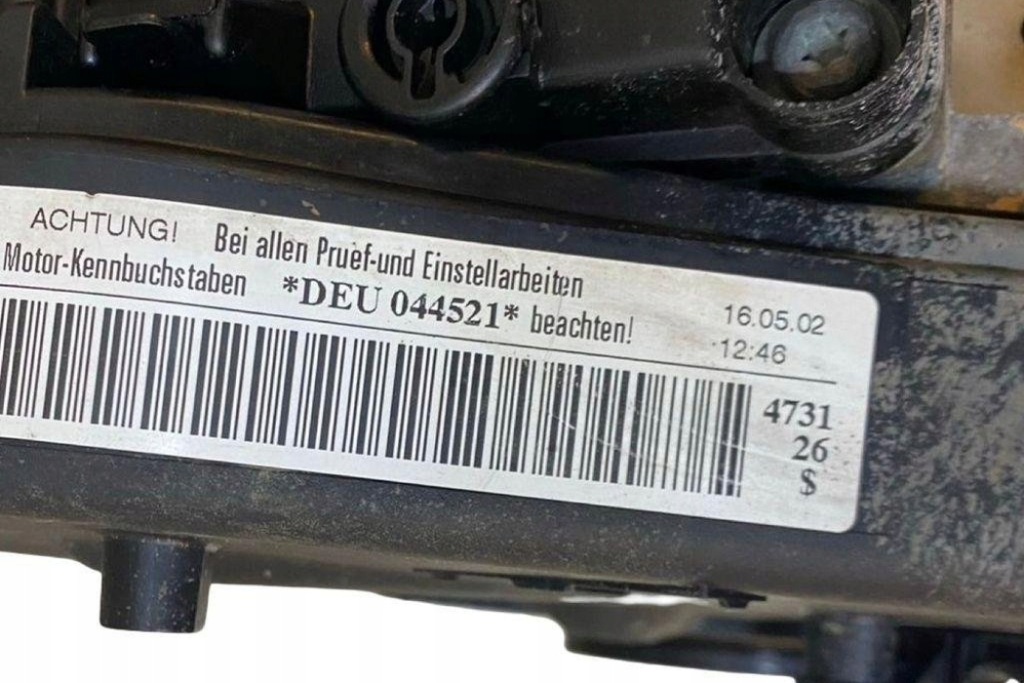 ACHTUNG! Bei allen Pruef-und Einstellarbeiten
Motor-Kennbuchstaben *DEU 044521* beachten!
16.05.02
12:46
4731
26
$